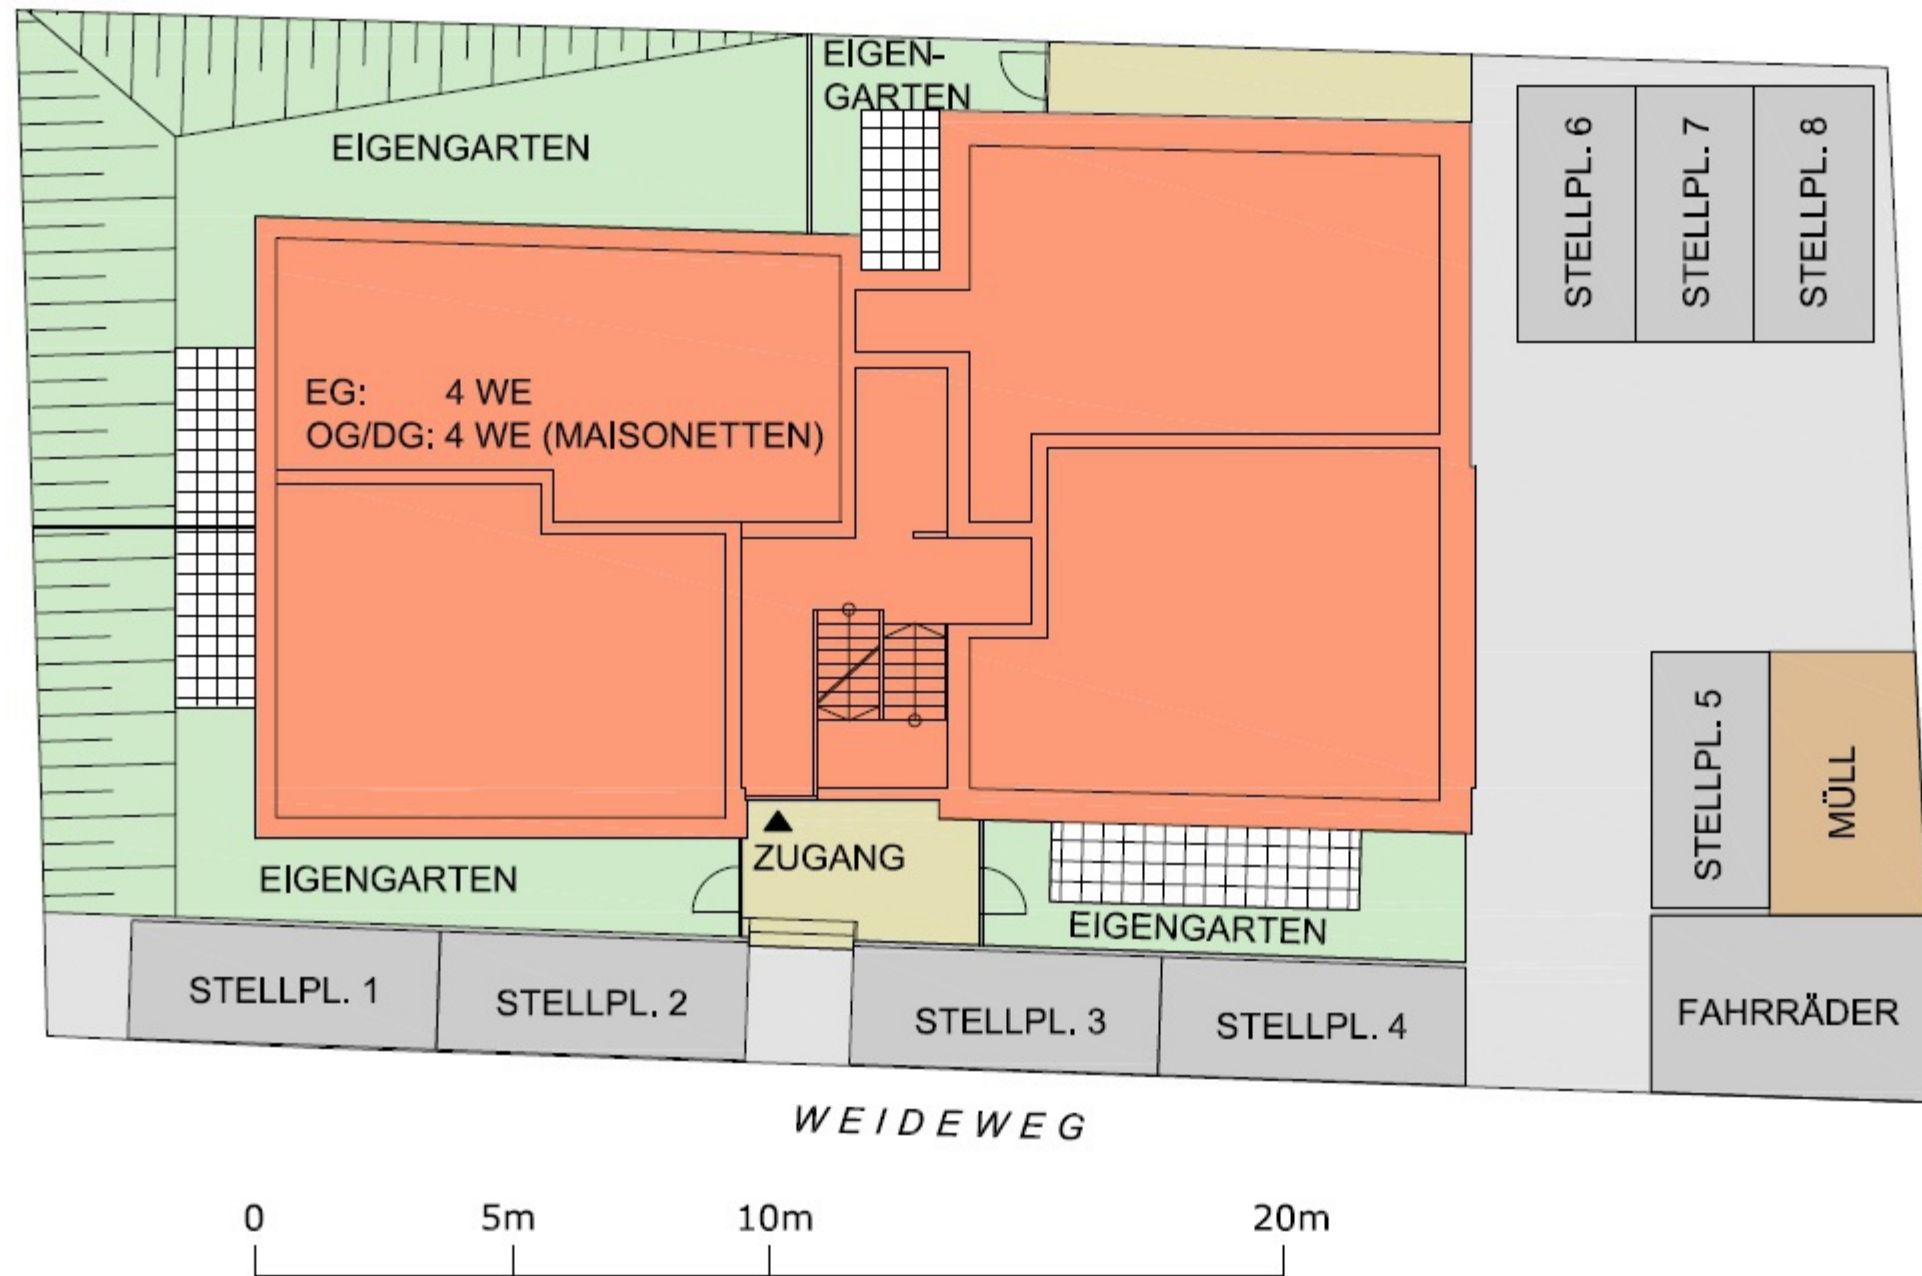 EIGEN-
GARTEN
EIGENGARTEN
STELLPL. 6
STELLPL. 7
STELLPL. 8
EG: 4 WE
OG/DG: 4 WE (MAISONETTEN)
STELLPL. 5
MÜLL
ZUGANG
EIGENGARTEN
EIGENGARTEN
STELLPL. 1
STELLPL. 2
STELLPL. 3
STELLPL. 4
FAHRRÄDER
WEIDEWEG
0 5m 10m 20m